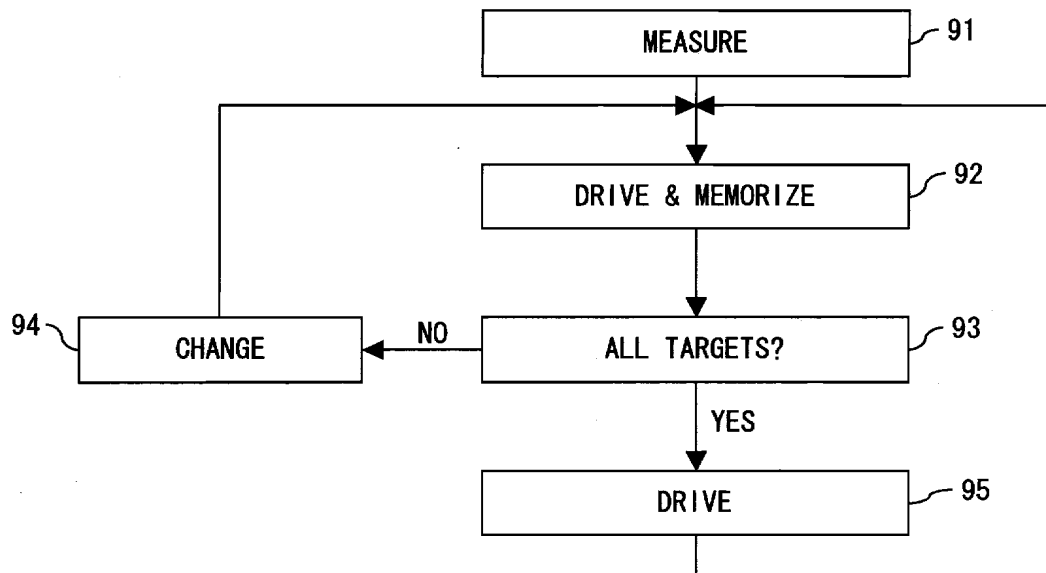 MEASURE
91
DRIVE & MEMORIZE
92
94
CHANGE
NO
ALL TARGETS?
93
YES
DRIVE
95